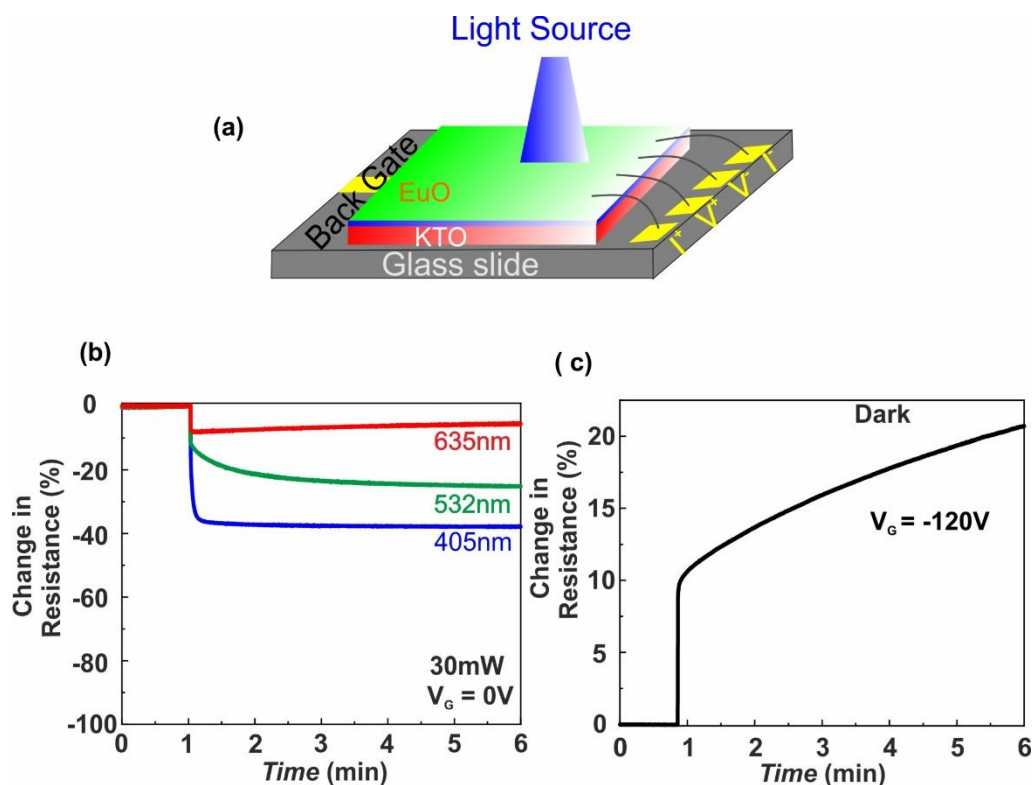 Light Source
(a)
Back Gate
EuO
KTO
Glass slide
I+ V+ V- I-
(b)
0
-20
-40
-60
-80
-100
Change in
Resistance (%)
635nm
532nm
405nm
30mW
VG = 0V
0 1 2 3 4 5 6
Time (min)
( c)
20
15
10
5
0
Change in
Resistance (%)
Dark
VG = -120V
0 1 2 3 4 5 6
Time (min)